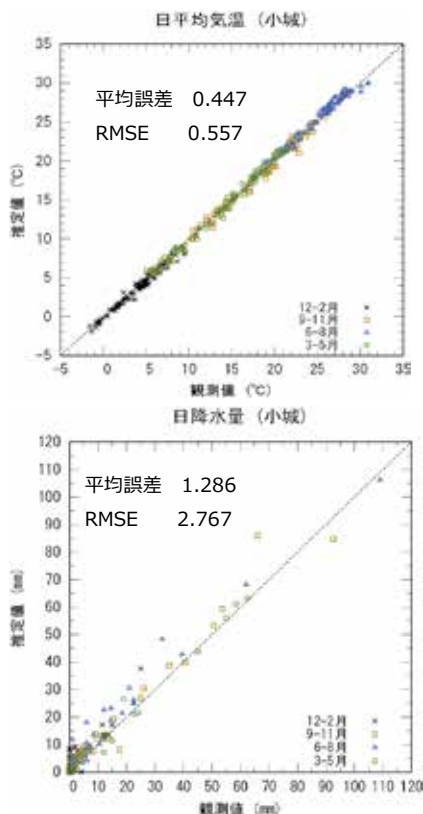 日平均気温 (小城)
35
30
25
20
15
10
5
0
-5
平均誤差 0.447
RMSE 0.557
推定値 (℃)
12-2月
9-11月
6-8月
3-5月
-5 0 5 10 15 20 25 30 35
観測値 (℃)
日降水量 (小城)
120
110
100
90
80
70
60
50
40
30
20
10
0
平均誤差 1.286
RMSE 2.767
推定値 (mm)
12-2月
9-11月
6-8月
3-5月
0 10 20 30 40 50 60 70 80 90 100 110 120
観測値 (mm)